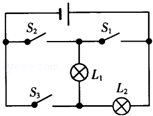 S₂ S₁
L₁
S₃ L₂